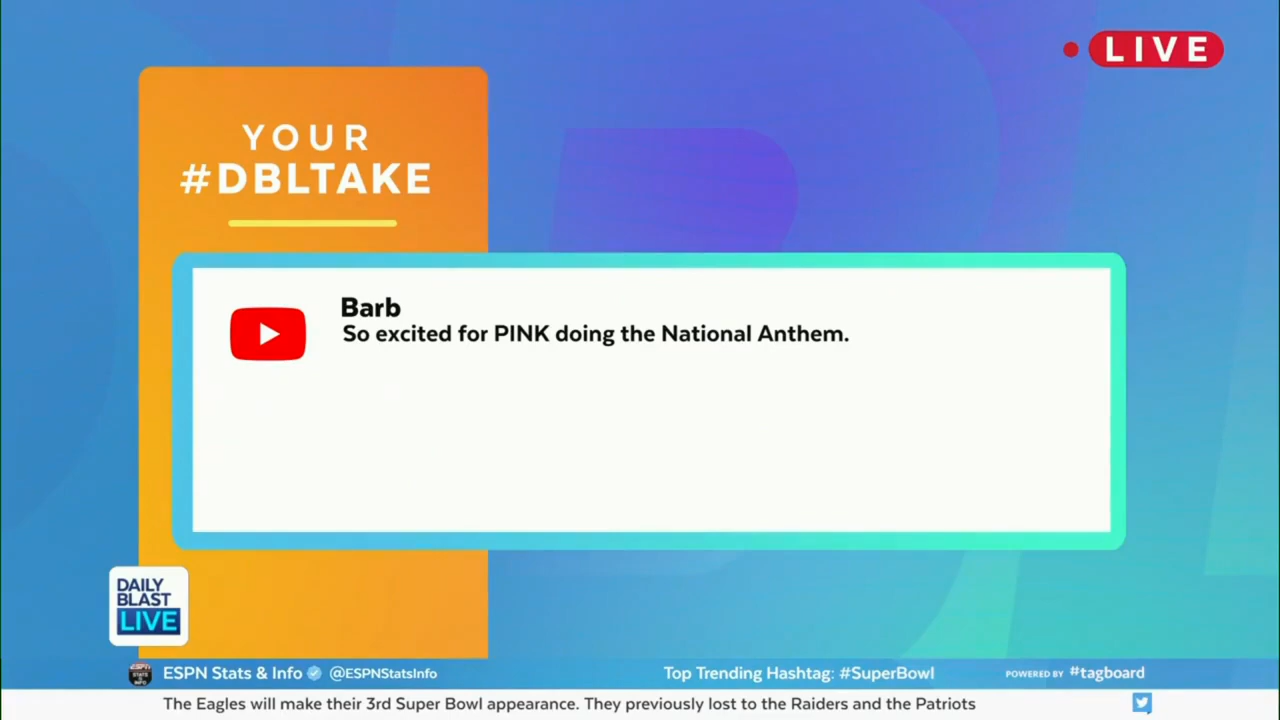 LIVE
YOUR
#DBLTAKE
Barb
So excited for PINK doing the National Anthem.
DAILY
BLAST
LIVE
ESPN Stats & Info @ESPNStatsInfo Top Trending Hashtag: #SuperBowl POWERED BY #tagboard
The Eagles will make their 3rd Super Bowl appearance. They previously lost to the Raiders and the Patriots